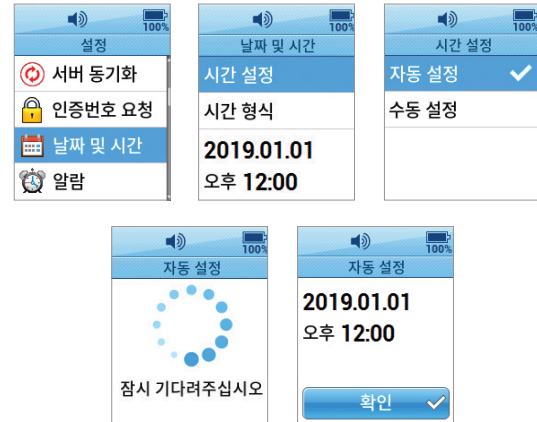 100%
설정
서버 동기화
인증번호 요청
날짜 및 시간
알람
100%
날짜 및 시간
시간 설정
시간 형식
2019.01.01
오후 12:00
100%
시간 설정
자동 설정
수동 설정
100%
자동 설정
잠시 기다려주십시오
100%
자동 설정
2019.01.01
오후 12:00
확인